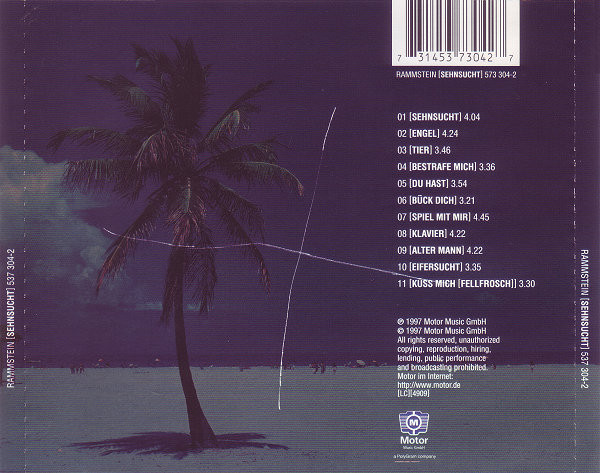 7 31453 73042 7
RAMMSTEIN [SEHNSUCHT] 573 304-2
01 [SEHNSUCHT] 4.04
02 [ENGEL] 4.24
03 [TIER] 3.46
04 [BESTRAFE MICH] 3.36
05 [DU HAST] 3.54
06 [BÜCK DICH] 3.21
07 [SPIEL MIT MIR] 4.45
08 [KLAVIER] 4.22
09 [ALTER MANN] 4.22
10 [EIFERSUCHT] 3.35
11 [KÜSS MICH [FELLFROSCH]] 3.30
℗ 1997 Motor Music GmbH
© 1997 Motor Music GmbH
All rights reserved, unauthorized
copying, reproduction, hiring,
lending, public performance
and broadcasting prohibited.
Motor im Internet:
http://www.motor.de
[LC][4909]
M
Motor
Music GmbH
a PolyGram company
RAMMSTEIN [SEHNSUCHT] 537 304-2
RAMMSTEIN [SEHNSUCHT] 537 304-2